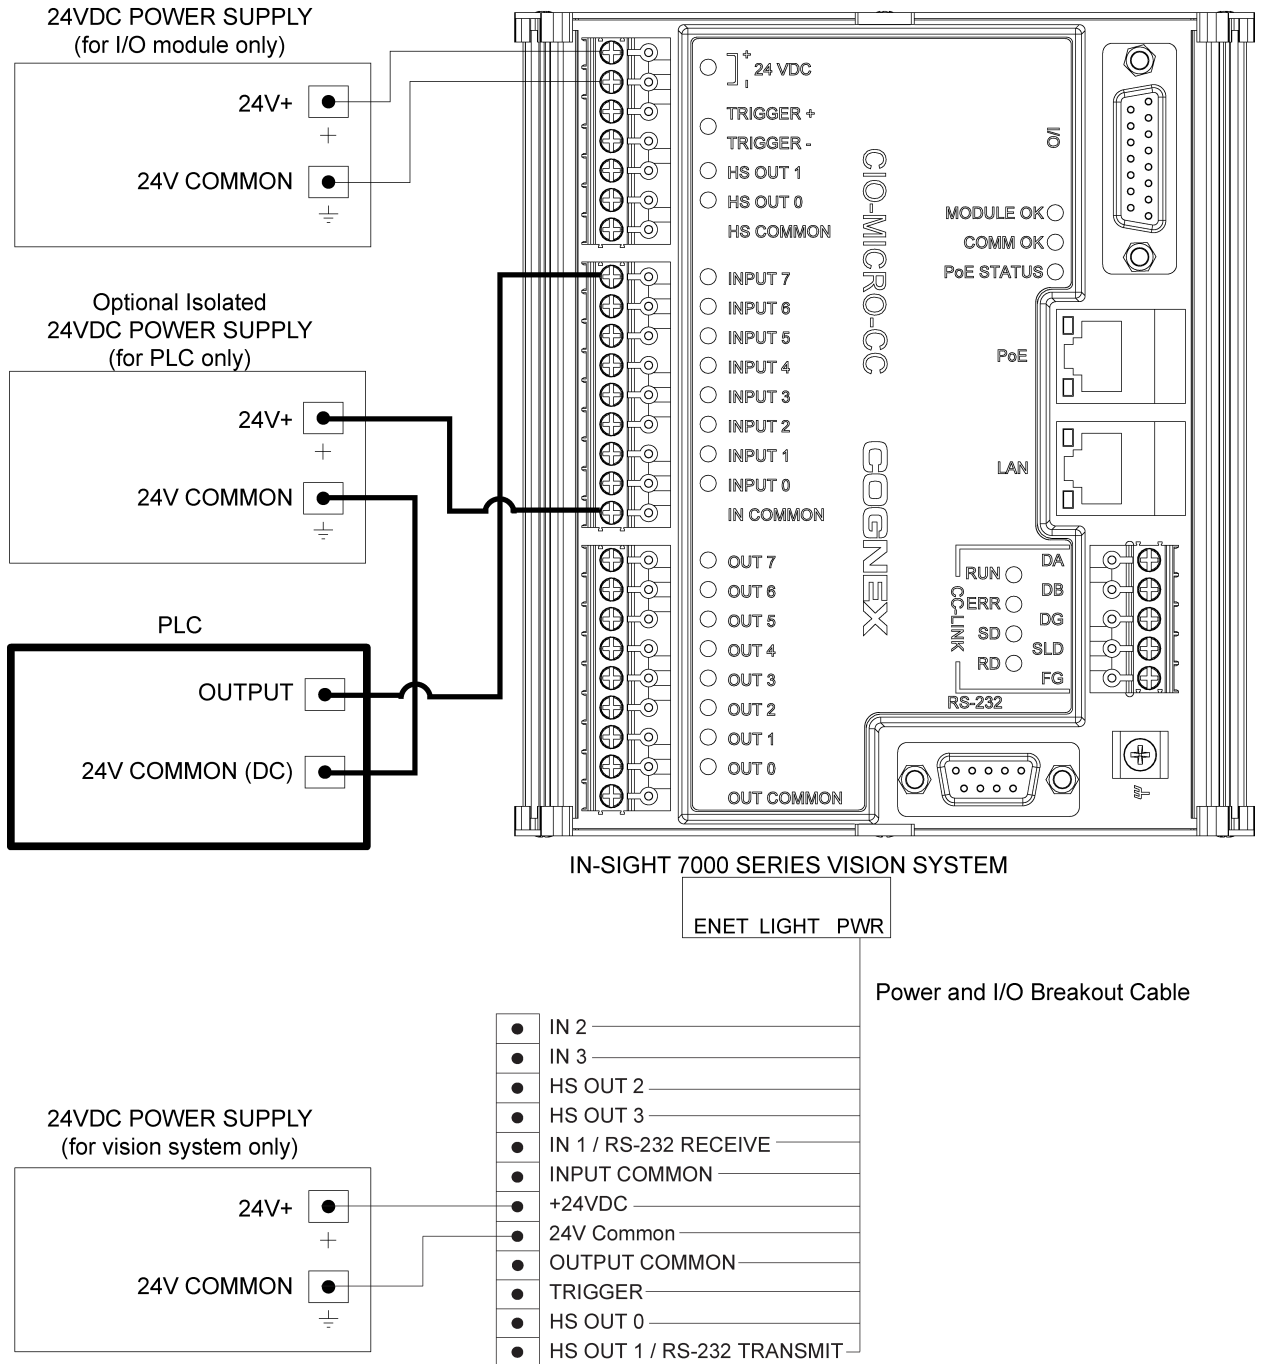 24VDC POWER SUPPLY
(for I/O module only)
24V+
+
24V COMMON
Optional Isolated
24VDC POWER SUPPLY
(for PLC only)
24V+
+
24V COMMON
PLC
OUTPUT
24V COMMON (DC)
+
24 VDC
-
TRIGGER +
TRIGGER -
HS OUT 1
HS OUT 0
HS COMMON
INPUT 7
INPUT 6
INPUT 5
INPUT 4
INPUT 3
INPUT 2
INPUT 1
INPUT 0
IN COMMON
OUT 7
OUT 6
OUT 5
OUT 4
OUT 3
OUT 2
OUT 1
OUT 0
OUT COMMON
CIO-MICRO-CC
COGNEX
I/O
MODULE OK
COMM OK
PoE STATUS
PoE
LAN
CC-LINK
RUN
ERR
SD
RD
DA
DB
DG
SLD
FG
RS-232
IN-SIGHT 7000 SERIES VISION SYSTEM
ENET LIGHT PWR
Power and I/O Breakout Cable
IN 2
IN 3
HS OUT 2
HS OUT 3
IN 1 / RS-232 RECEIVE
INPUT COMMON
+24VDC
24V Common
OUTPUT COMMON
TRIGGER
HS OUT 0
HS OUT 1 / RS-232 TRANSMIT
24VDC POWER SUPPLY
(for vision system only)
24V+
+
24V COMMON